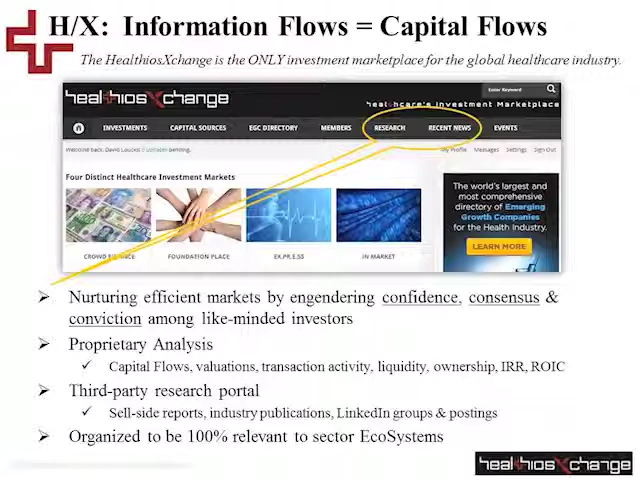 H/X: Information Flows = Capital Flows
The HealthiosXchange is the ONLY investment marketplace for the global healthcare industry.
Enter Keyword
healthiosXchange
healthcare's Investment Marketplace
INVESTMENTS CAPITAL SOURCES EGC DIRECTORY MEMBERS RESEARCH RECENT NEWS EVENTS
Welcome back, David Loucks pending.
My Profile Messages Settings Sign Out
Four Distinct Healthcare Investment Markets
The world's largest and
most comprehensive
directory of Emerging
Growth Companies
for the Health Industry.
LEARN MORE
FOUNDATION PLACE EX.PR.ESS IN MARKET
➢ Nurturing efficient markets by engendering confidence, consensus &
conviction among like-minded investors
➢ Proprietary Analysis
✓ Capital Flows, valuations, transaction activity, liquidity, ownership, IRR, ROIC
➢ Third-party research portal
✓ Sell-side reports, industry publications, LinkedIn groups & postings
➢ Organized to be 100% relevant to sector EcoSystems
healthiosXchange